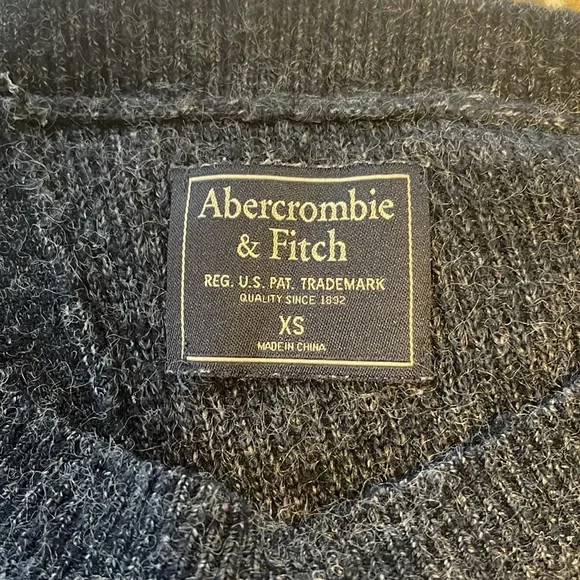 Abercrombie
& Fitch
REG. U.S. PAT. TRADEMARK
QUALITY SINCE 1892
XS
MADE IN CHINA